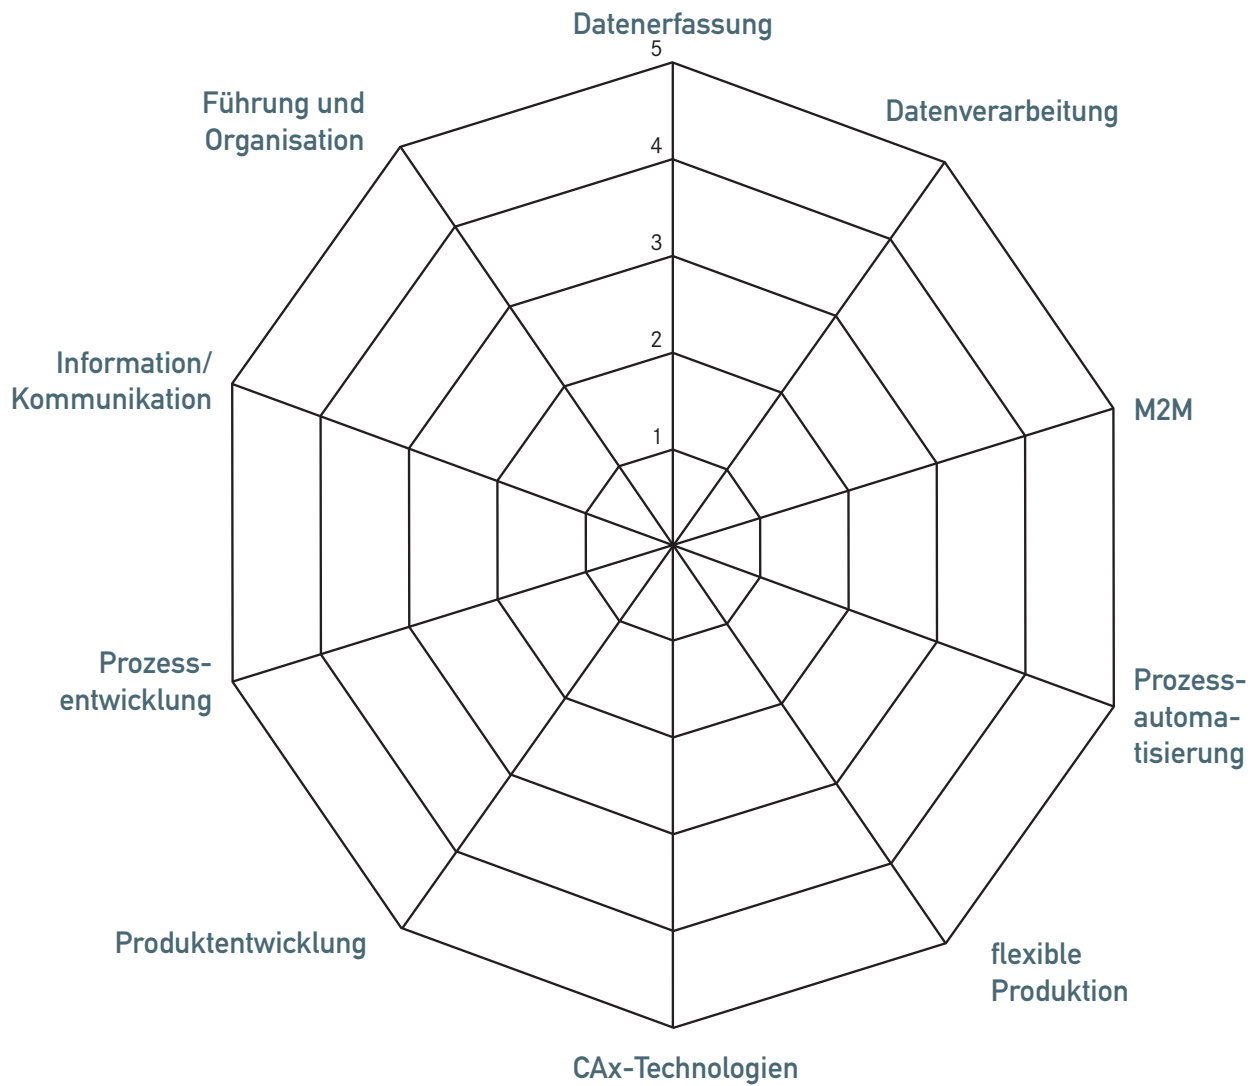 Datenerfassung
5
Führung und
Organisation
Datenverarbeitung
4
3
2
Information/
Kommunikation
M2M
1
Prozess-
entwicklung
Prozess-
automa-
tisierung
Produktentwicklung
flexible
Produktion
CAx-Technologien